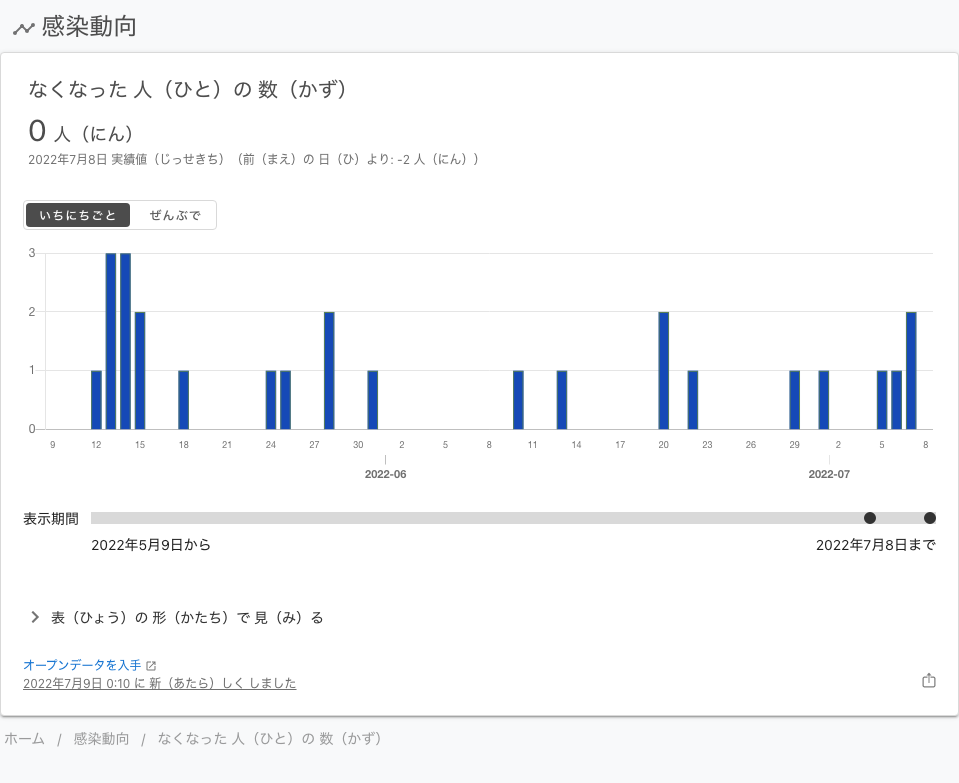 感染動向
なくなった 人（ひと）の 数（かず）
0 人（にん）
2022年7月8日 実績値（じっせきち）（前（まえ）の 日（ひ）より: -2 人（にん））
いちにちごと ぜんぶで
3
2
1
0
9 12 15 18 21 24 27 30 2 5 8 11 14 17 20 23 26 29 2 5 8
2022-06 2022-07
表示期間
2022年5月9日から 2022年7月8日まで
表（ひょう）の 形（かたち）で 見（み）る
オープンデータを入手
2022年7月9日 0:10 に 新（あたら）しく しました
ホーム / 感染動向 / なくなった 人（ひと）の 数（かず）